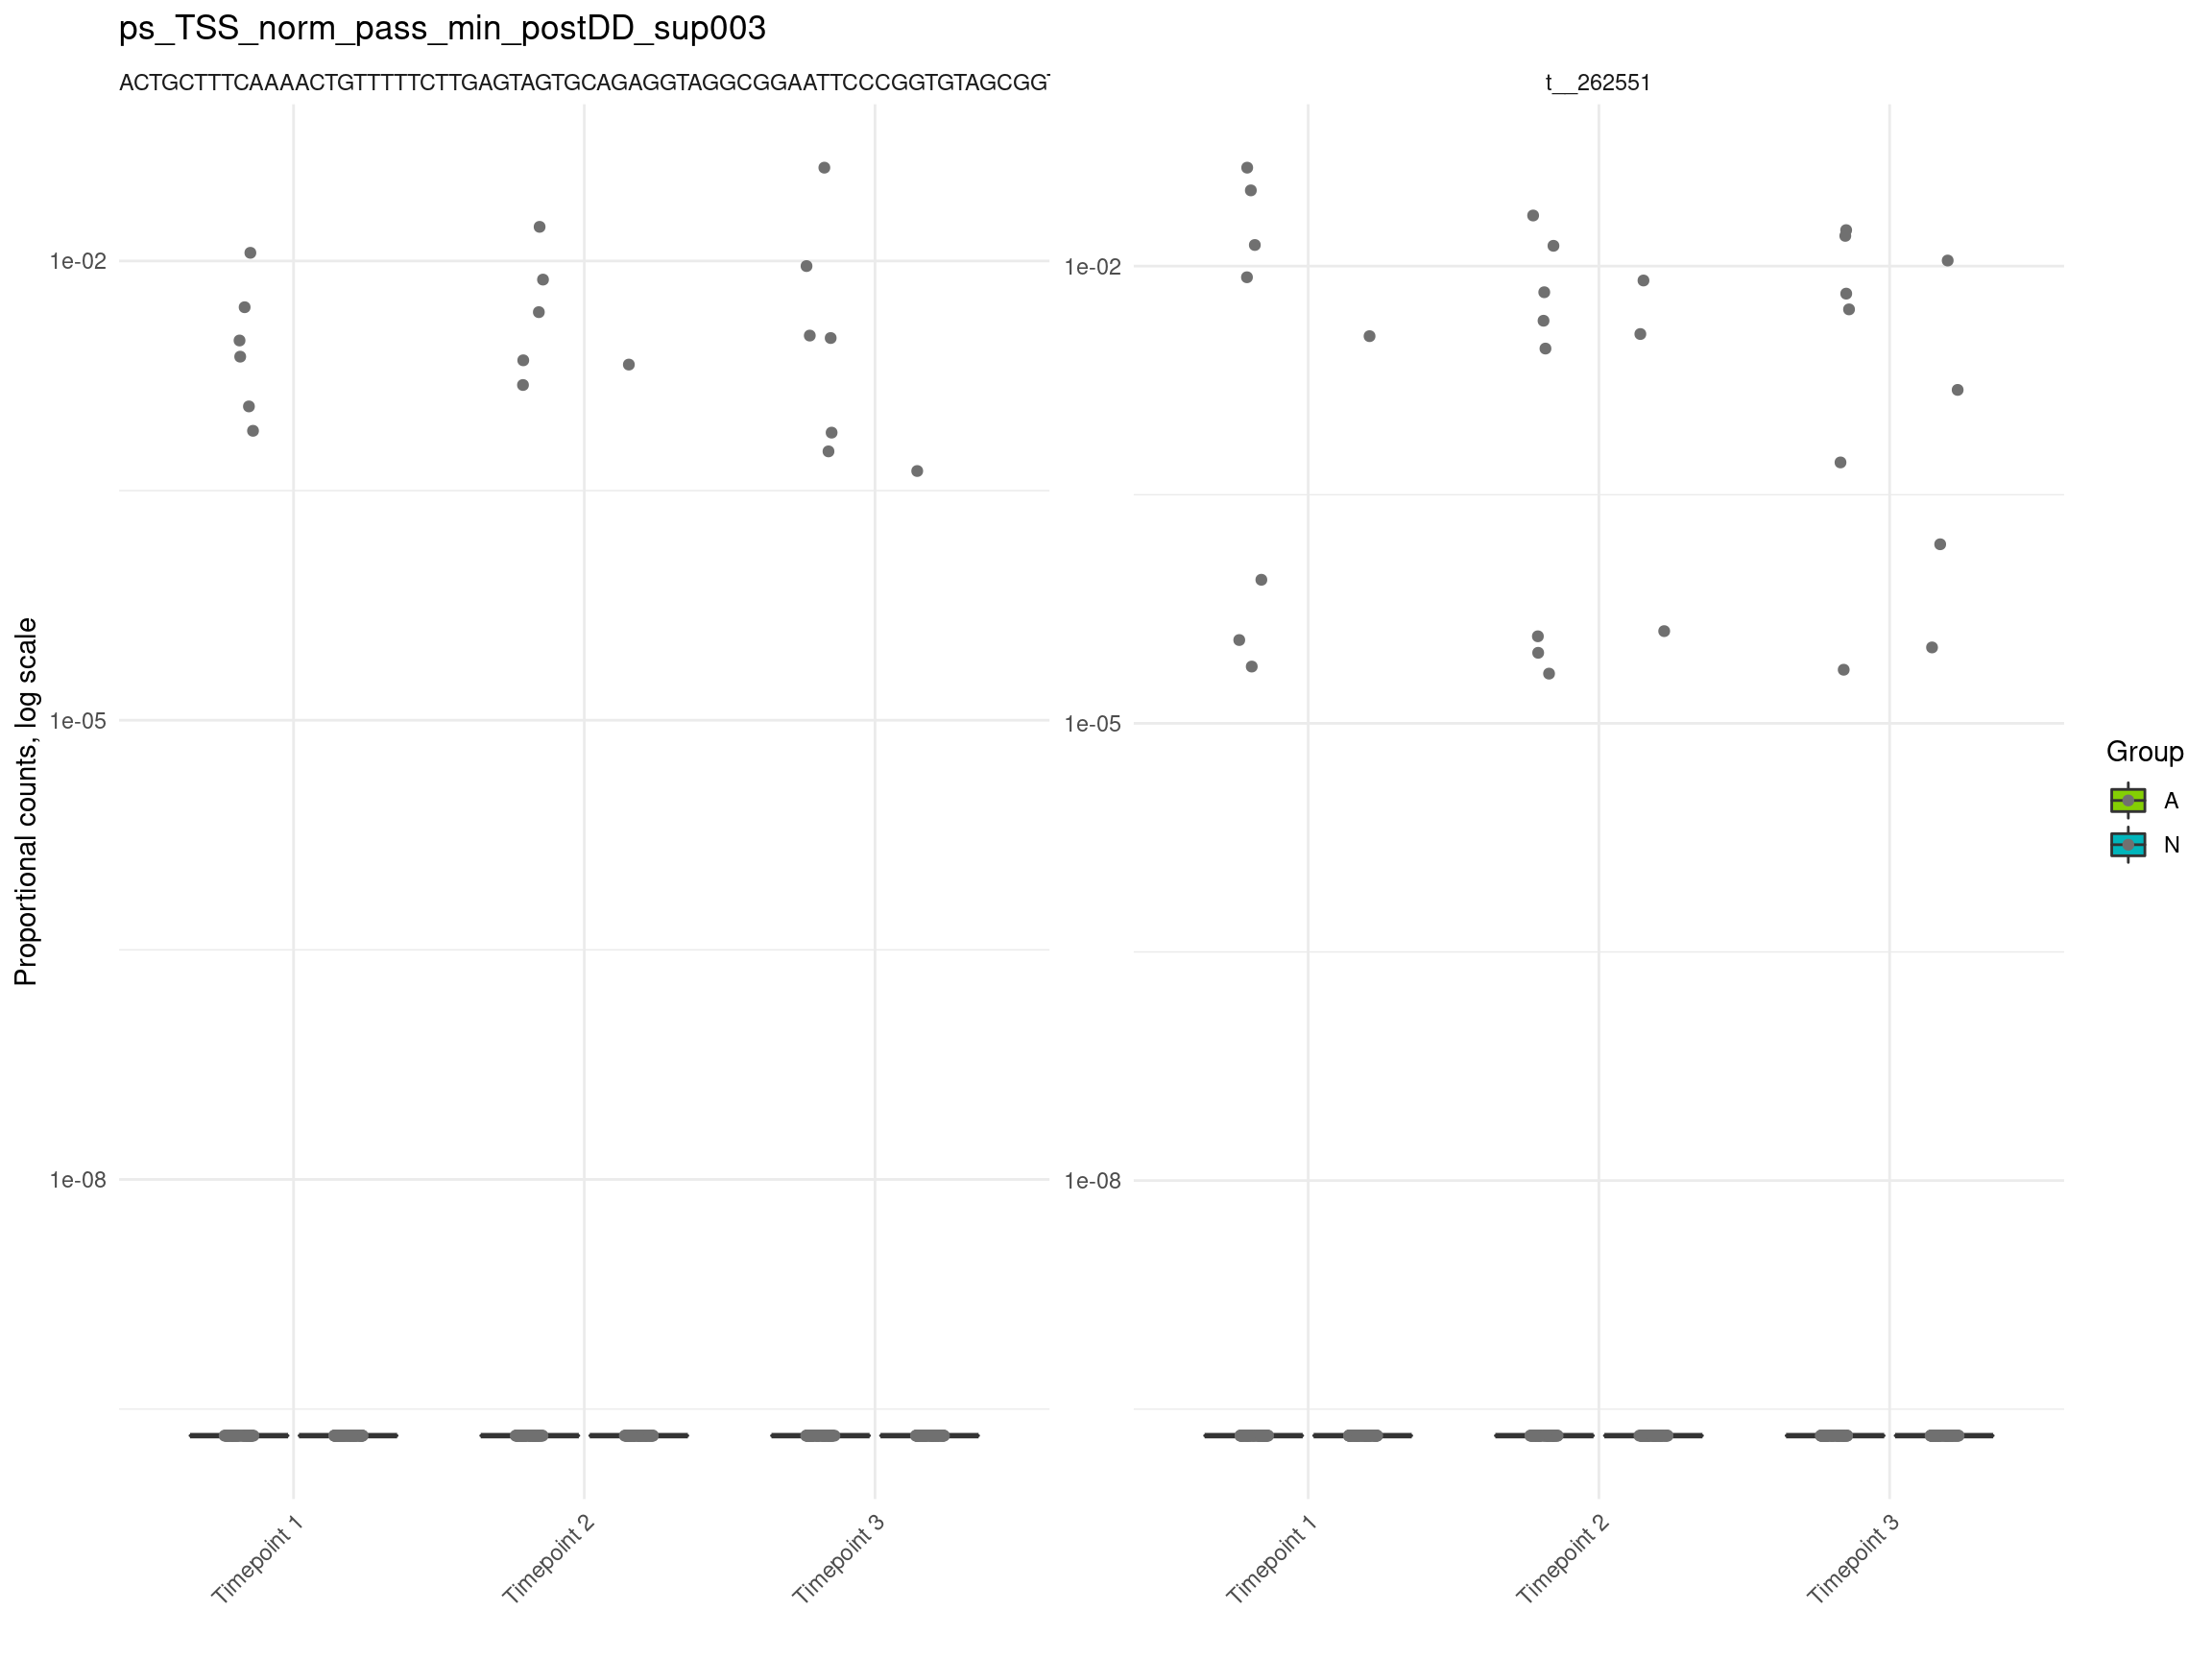 ps_TSS_norm_pass_min_postDD_sup003
ACTGCTTTCAAAACTGTTTTTCTTGAGTAGTGCAGAGGTAGGCGGAATTCCCGGTGTAGCGGT
t__262551
Proportional counts, log scale
1e-02
1e-05
1e-08
1e-02
1e-05
1e-08
Timepoint 1
Timepoint 2
Timepoint 3
Timepoint 1
Timepoint 2
Timepoint 3
Group
A
N